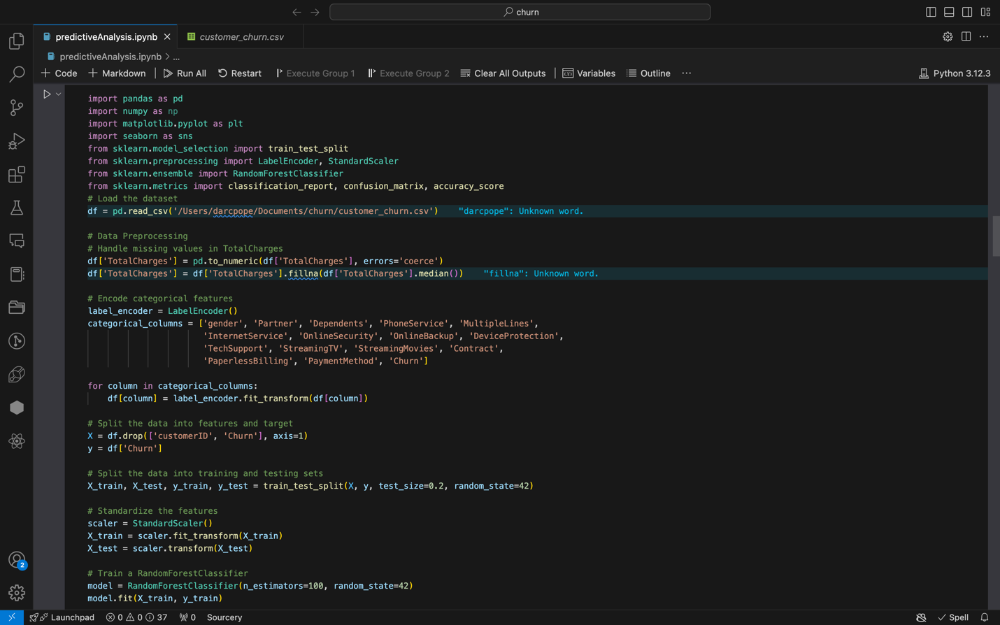 churn
predictiveAnalysis.ipynb
customer_churn.csv
predictiveAnalysis.ipynb > ...
Code Markdown Run All Restart Execute Group 1 Execute Group 2 Clear All Outputs Variables Outline ... Python 3.12.3
import pandas as pd
import numpy as np
import matplotlib.pyplot as plt
import seaborn as sns
from sklearn.model_selection import train_test_split
from sklearn.preprocessing import LabelEncoder, StandardScaler
from sklearn.ensemble import RandomForestClassifier
from sklearn.metrics import classification_report, confusion_matrix, accuracy_score
# Load the dataset
df = pd.read_csv('/Users/darcpope/Documents/churn/customer_churn.csv') "darcpope": Unknown word.
# Data Preprocessing
# Handle missing values in TotalCharges
df['TotalCharges'] = pd.to_numeric(df['TotalCharges'], errors='coerce')
df['TotalCharges'] = df['TotalCharges'].fillna(df['TotalCharges'].median()) "fillna": Unknown word.
# Encode categorical features
label_encoder = LabelEncoder()
categorical_columns = ['gender', 'Partner', 'Dependents', 'PhoneService', 'MultipleLines',
'InternetService', 'OnlineSecurity', 'OnlineBackup', 'DeviceProtection',
'TechSupport', 'StreamingTV', 'StreamingMovies', 'Contract',
'PaperlessBilling', 'PaymentMethod', 'Churn']
for column in categorical_columns:
df[column] = label_encoder.fit_transform(df[column])
# Split the data into features and target
X = df.drop(['customerID', 'Churn'], axis=1)
y = df['Churn']
# Split the data into training and testing sets
X_train, X_test, y_train, y_test = train_test_split(X, y, test_size=0.2, random_state=42)
# Standardize the features
scaler = StandardScaler()
X_train = scaler.fit_transform(X_train)
X_test = scaler.transform(X_test)
# Train a RandomForestClassifier
model = RandomForestClassifier(n_estimators=100, random_state=42)
model.fit(X_train, y_train)
2
Launchpad 0 0 37 0 Sourcery Spell